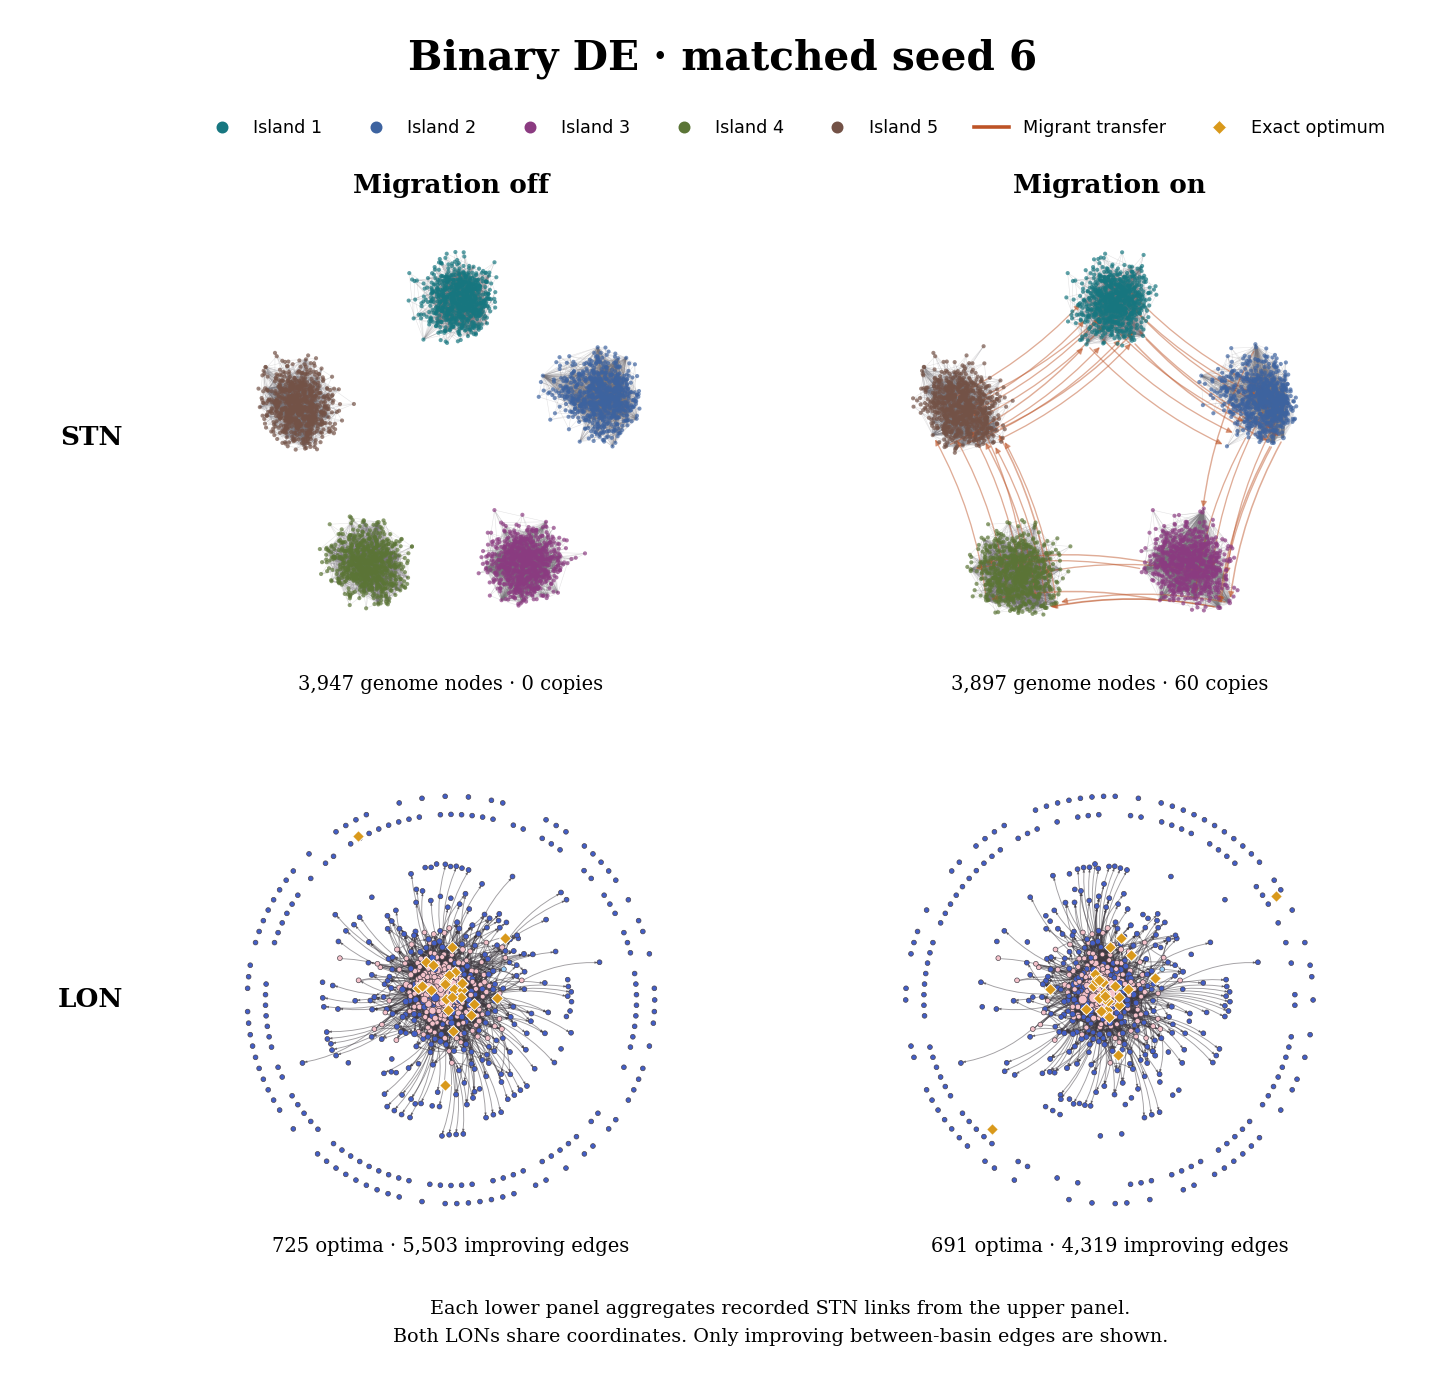 Binary DE · matched seed 6
Island 1 Island 2 Island 3 Island 4 Island 5 Migrant transfer Exact optimum
Migration off Migration on
STN
3,947 genome nodes · 0 copies 3,897 genome nodes · 60 copies
LON
725 optima · 5,503 improving edges 691 optima · 4,319 improving edges
Each lower panel aggregates recorded STN links from the upper panel.
Both LONs share coordinates. Only improving between-basin edges are shown.